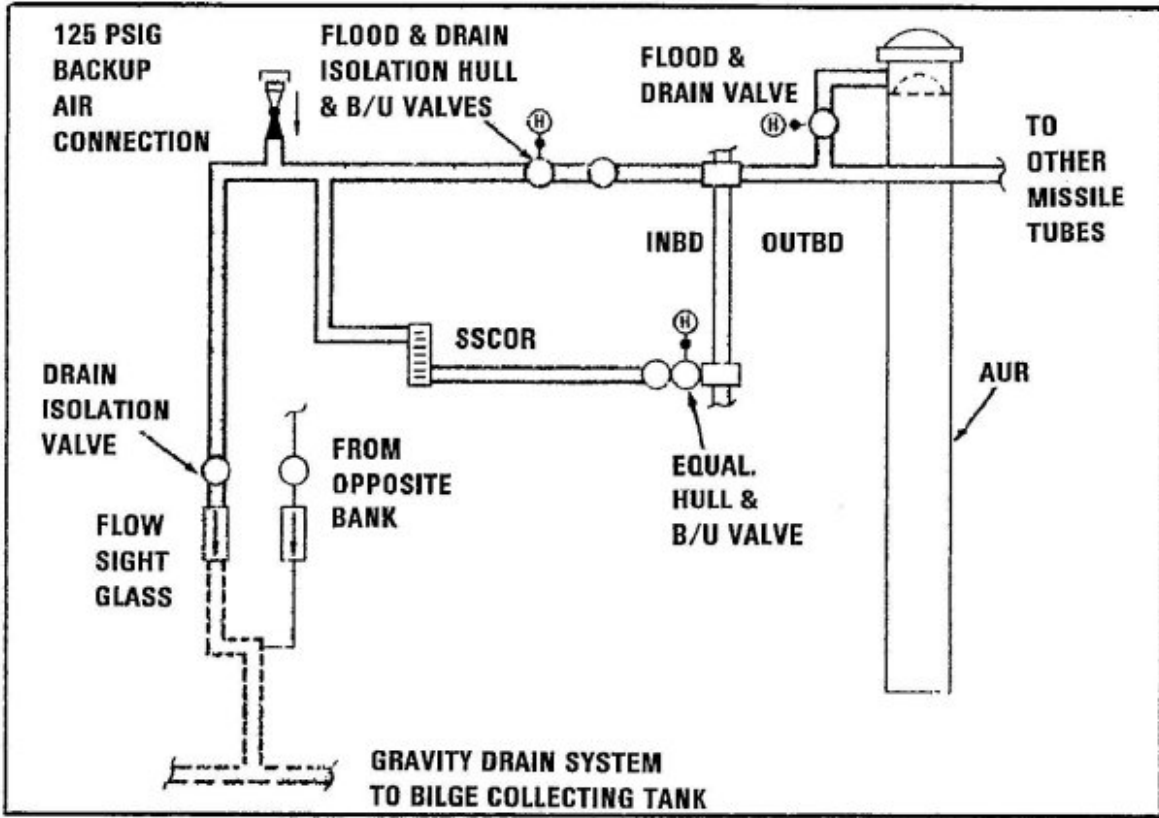 125 PSIG
BACKUP
AIR
CONNECTION
FLOOD & DRAIN
ISOLATION HULL
& B/U VALVES
FLOOD &
DRAIN VALVE
H
H
TO
OTHER
MISSILE
TUBES
INBD
OUTBD
H
SSCOR
DRAIN
ISOLATION
VALVE
FROM
OPPOSITE
BANK
AUR
EQUAL.
HULL &
B/U VALVE
FLOW
SIGHT
GLASS
GRAVITY DRAIN SYSTEM
TO BILGE COLLECTING TANK